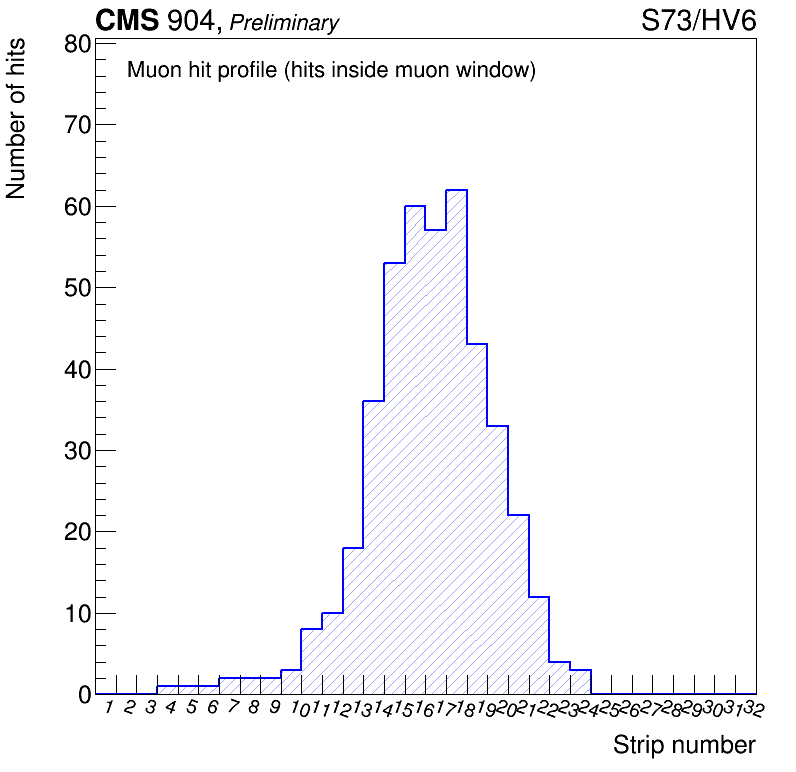 CMS 904, Preliminary S73/HV6
Number of hits
Muon hit profile (hits inside muon window)
80
70
60
50
40
30
20
10
0
1 2 3 4 5 6 7 8 9 10 11 12 13 14 15 16 17 18 19 20 21 22 23 24 25 26 27 28 29 30 31 32
Strip number